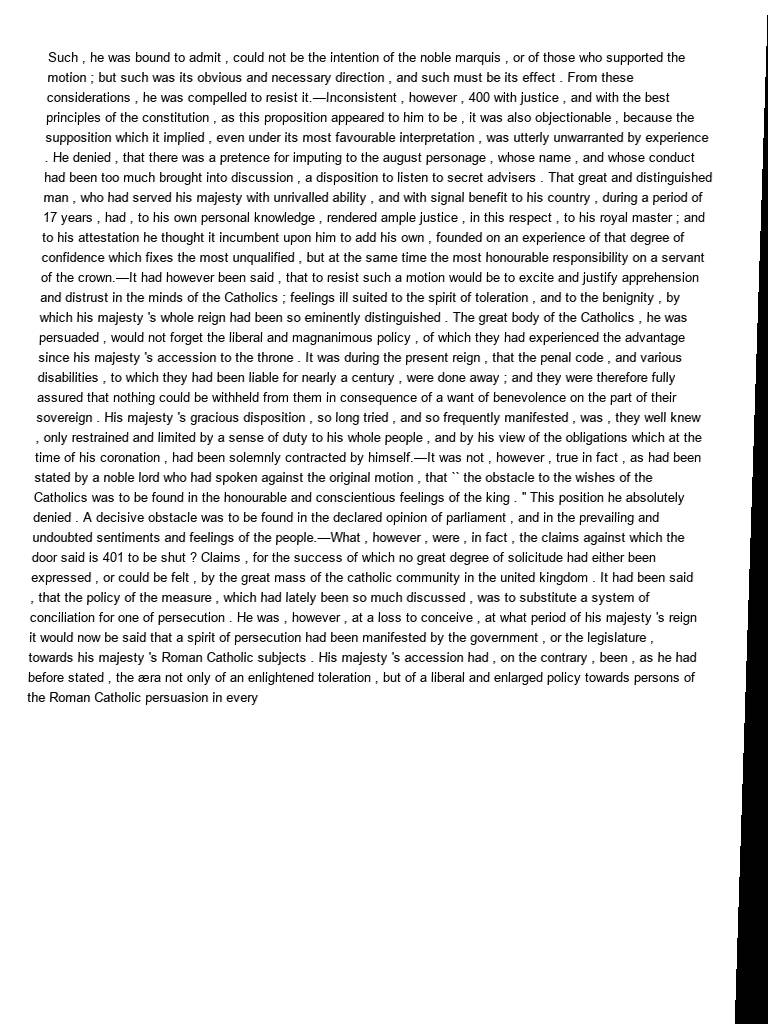 Such , he was bound to admit , could not be the intention of the noble marquis , or of those who supported the
motion ; but such was its obvious and necessary direction , and such must be its effect . From these
considerations , he was compelled to resist it.—Inconsistent , however , 400 with justice , and with the best
principles of the constitution , as this proposition appeared to him to be , it was also objectionable , because the
supposition which it implied , even under its most favourable interpretation , was utterly unwarranted by experience
. He denied , that there was a pretence for imputing to the august personage , whose name , and whose conduct
had been too much brought into discussion , a disposition to listen to secret advisers . That great and distinguished
man , who had served his majesty with unrivalled ability , and with signal benefit to his country , during a period of
17 years , had , to his own personal knowledge , rendered ample justice , in this respect , to his royal master ; and
to his attestation he thought it incumbent upon him to add his own , founded on an experience of that degree of
confidence which fixes the most unqualified , but at the same time the most honourable responsibility on a servant
of the crown.—It had however been said , that to resist such a motion would be to excite and justify apprehension
and distrust in the minds of the Catholics ; feelings ill suited to the spirit of toleration , and to the benignity , by
which his majesty 's whole reign had been so eminently distinguished . The great body of the Catholics , he was
persuaded , would not forget the liberal and magnanimous policy , of which they had experienced the advantage
since his majesty 's accession to the throne . It was during the present reign , that the penal code , and various
disabilities , to which they had been liable for nearly a century , were done away ; and they were therefore fully
assured that nothing could be withheld from them in consequence of a want of benevolence on the part of their
sovereign . His majesty 's gracious disposition , so long tried , and so frequently manifested , was , they well knew
, only restrained and limited by a sense of duty to his whole people , and by his view of the obligations which at the
time of his coronation , had been solemnly contracted by himself.—It was not , however , true in fact , as had been
stated by a noble lord who had spoken against the original motion , that `` the obstacle to the wishes of the
Catholics was to be found in the honourable and conscientious feelings of the king . " This position he absolutely
denied . A decisive obstacle was to be found in the declared opinion of parliament , and in the prevailing and
undoubted sentiments and feelings of the people.—What , however , were , in fact , the claims against which the
door said is 401 to be shut ? Claims , for the success of which no great degree of solicitude had either been
expressed , or could be felt , by the great mass of the catholic community in the united kingdom . It had been said
, that the policy of the measure , which had lately been so much discussed , was to substitute a system of
conciliation for one of persecution . He was , however , at a loss to conceive , at what period of his majesty 's reign
it would now be said that a spirit of persecution had been manifested by the government , or the legislature ,
towards his majesty 's Roman Catholic subjects . His majesty 's accession had , on the contrary , been , as he had
before stated , the æra not only of an enlightened toleration , but of a liberal and enlarged policy towards persons of
the Roman Catholic persuasion in every